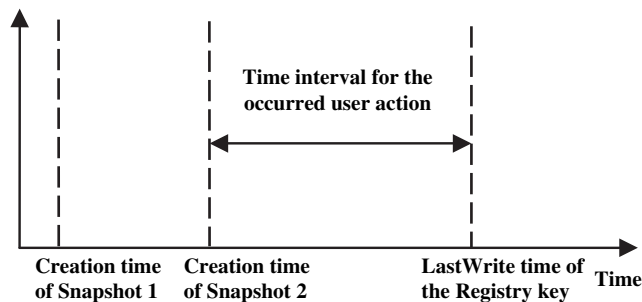 Time interval for the
occurred user action
Creation time
of Snapshot 1
Creation time
of Snapshot 2
LastWrite time of
the Registry key
Time